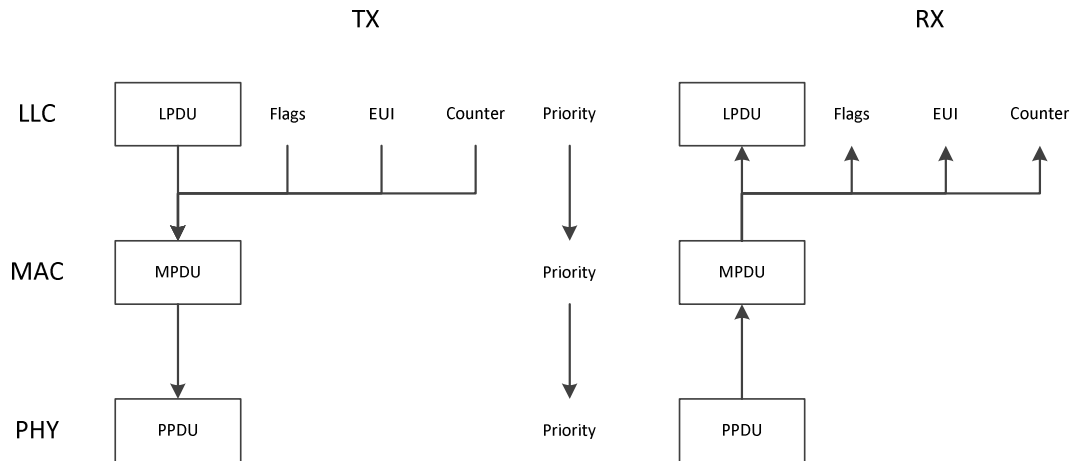 TX RX
LLC LPDU Flags EUI Counter Priority LPDU Flags EUI Counter
MAC MPDU Priority MPDU
PHY PPDU Priority PPDU